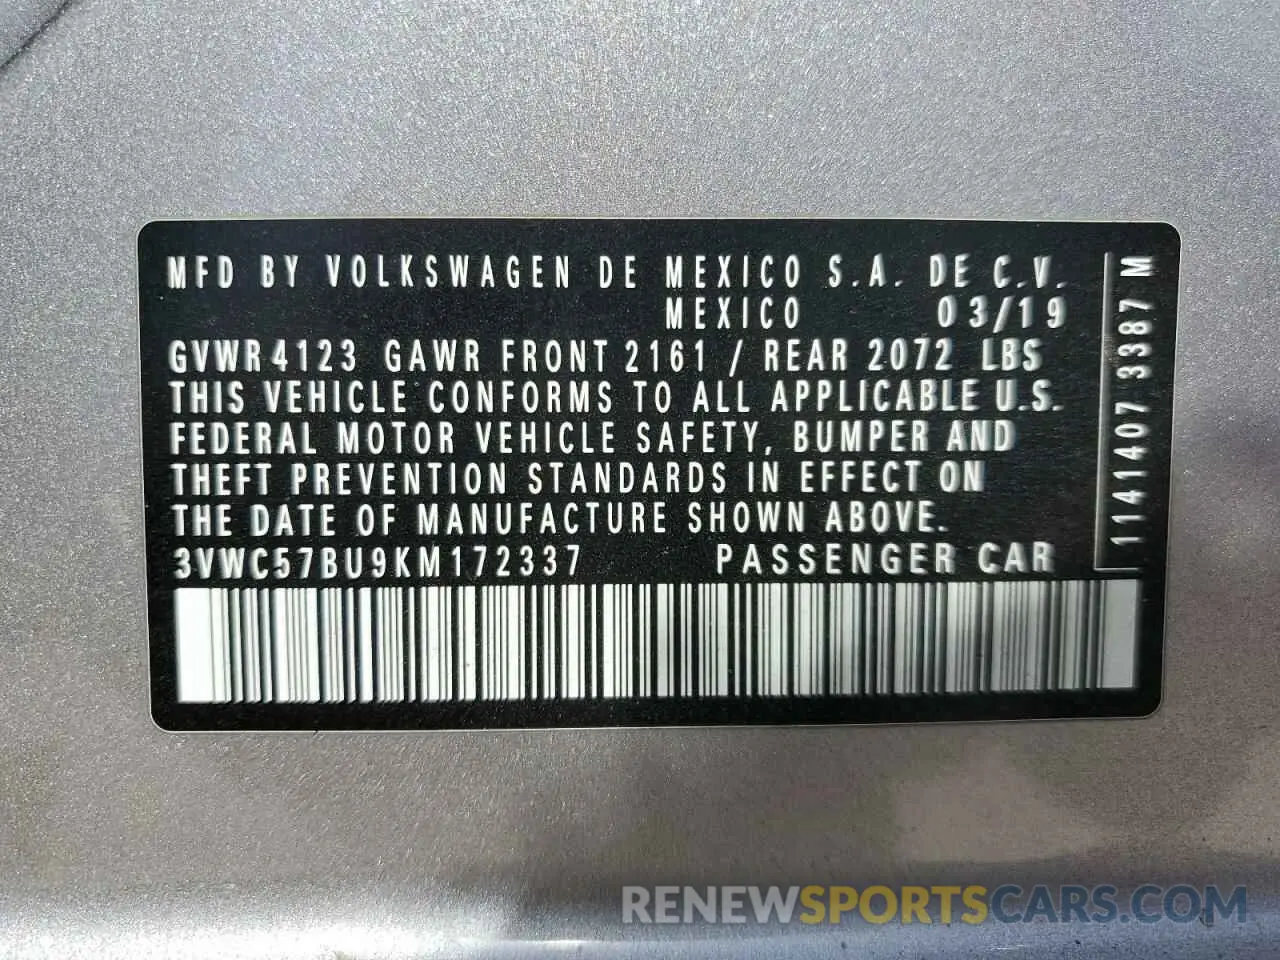 MFD BY VOLKSWAGEN DE MEXICO S.A. DE C.V.
MEXICO 03/19
GVWR 4123 GAWR FRONT 2161 / REAR 2072 LBS
THIS VEHICLE CONFORMS TO ALL APPLICABLE U.S.
FEDERAL MOTOR VEHICLE SAFETY, BUMPER AND
THEFT PREVENTION STANDARDS IN EFFECT ON
THE DATE OF MANUFACTURE SHOWN ABOVE.
3VWC57BU9KM172337 PASSENGER CAR
1141407 3387 M
RENEWSPORTSCARS.COM